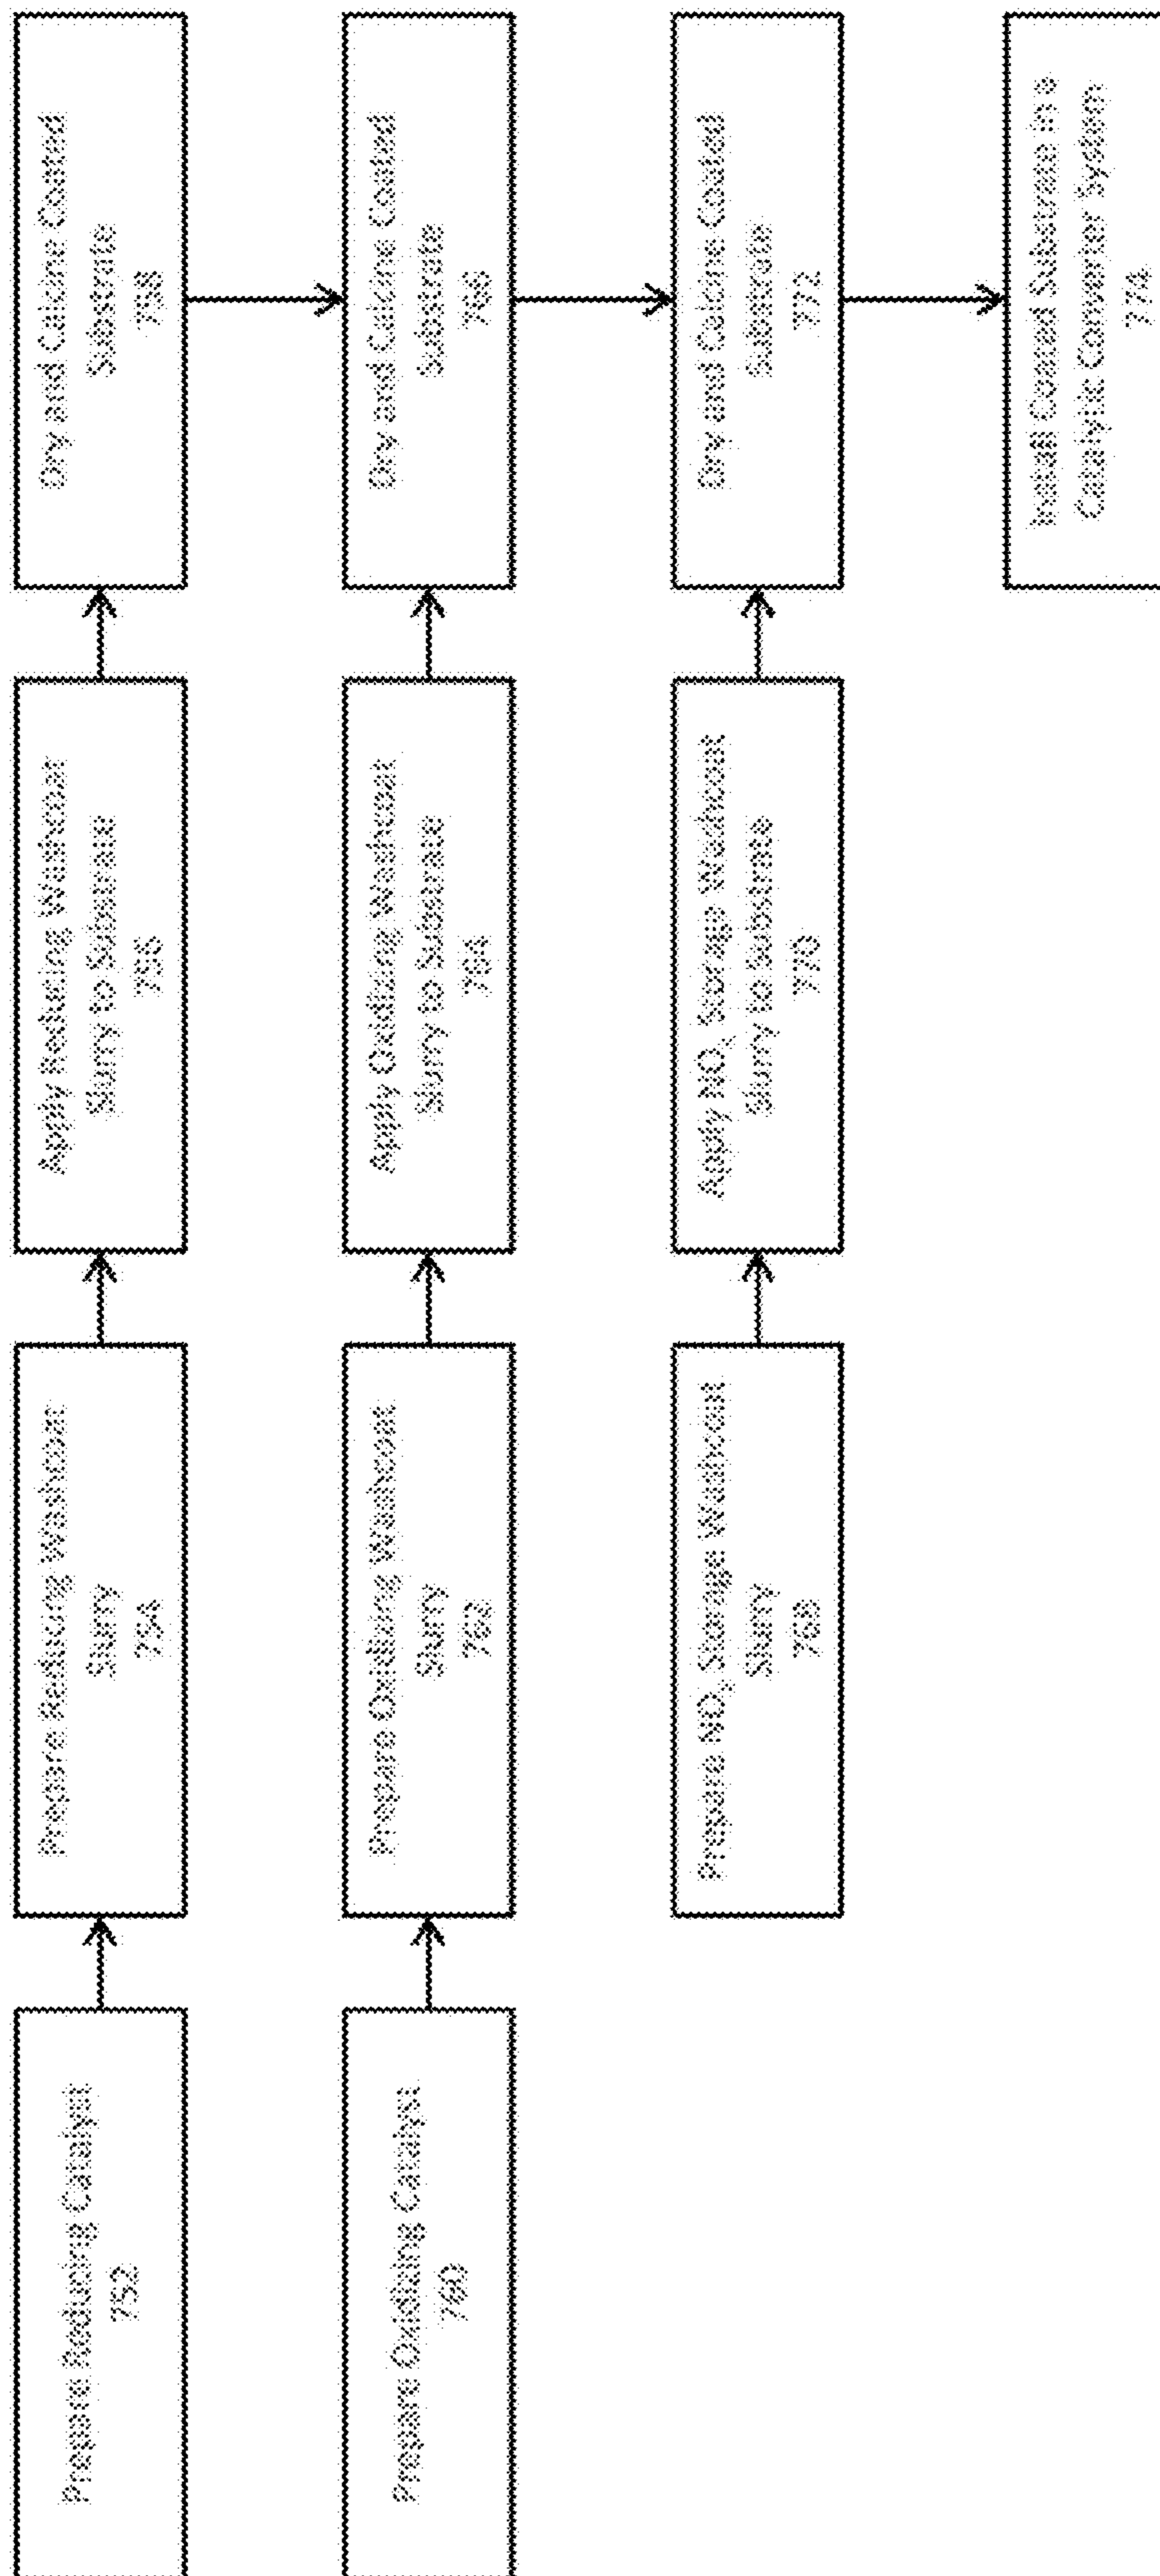 Prepare Reducing Catalyst
752
Prepare Reducing Washcoat
Slurry
754
Apply Reducing Washcoat
Slurry to Substrate
756
Dry and Calcine Coated
Substrate
758
Prepare Oxidizing Catalyst
760
Prepare Oxidizing Washcoat
Slurry
762
Apply Oxidizing Washcoat
Slurry to Substrate
764
Dry and Calcine Coated
Substrate
766
Prepare NOₓ Storage Washcoat
Slurry
768
Apply NOₓ Storage Washcoat
Slurry to Substrate
770
Dry and Calcine Coated
Substrate
772
Install Coated Substrate in a
Catalytic Converter System
774